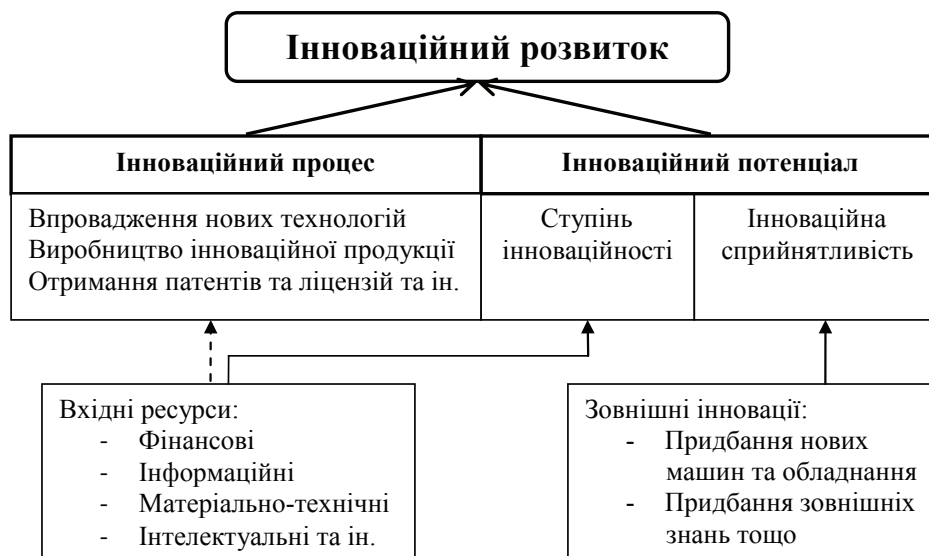 Інноваційний розвиток
Інноваційний процес
Інноваційний потенціал
Впровадження нових технологій
Виробництво інноваційної продукції
Отримання патентів та ліцензій та ін.
Ступінь
інноваційності
Інноваційна
сприйнятливість
Вхідні ресурси:
- Фінансові
- Інформаційні
- Матеріально-технічні
- Інтелектуальні та ін.
Зовнішні інновації:
- Придбання нових
машин та обладнання
- Придбання зовнішніх
знань тощо